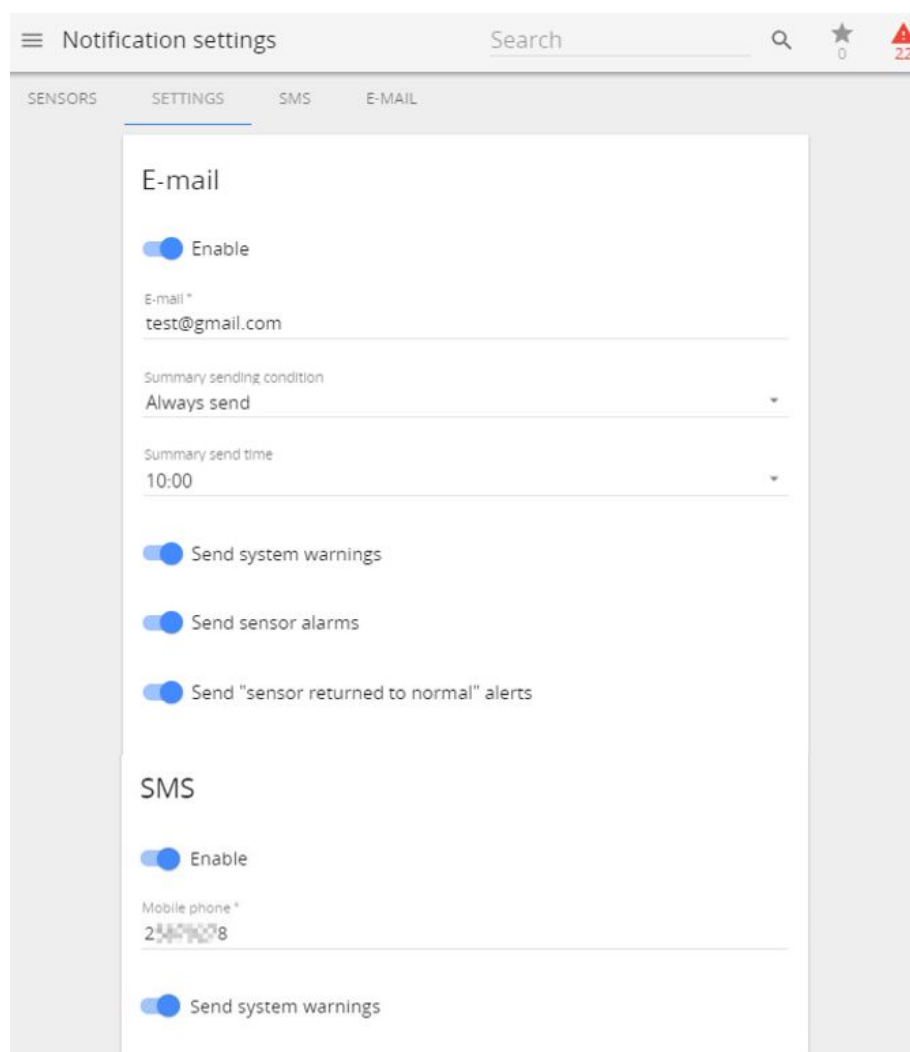 Notification settings Search
0 22
SENSORS SETTINGS SMS E-MAIL
E-mail
Enable
E-mail *
test@gmail.com
Summary sending condition
Always send
Summary send time
10:00
Send system warnings
Send sensor alarms
Send "sensor returned to normal" alerts
SMS
Enable
Mobile phone *
Send system warnings